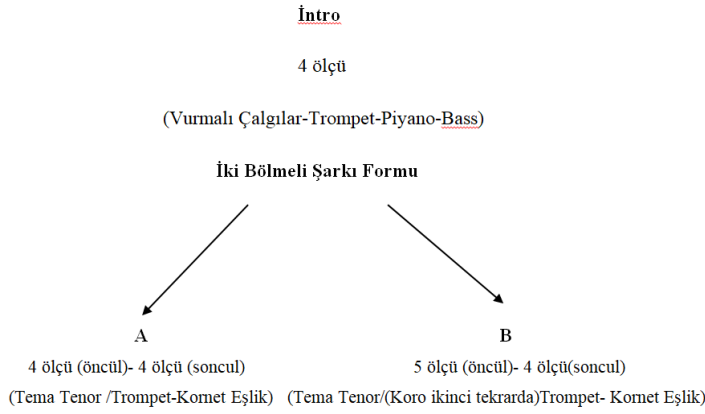 İntro
4 ölçü
(Vurmalı Çalgılar-Trompet-Piyano-Bass)
İki Bölmeli Şarkı Formu
A
4 ölçü (öncül)- 4 ölçü (soncul)
(Tema Tenor /Trompet-Kornet Eşlik)
B
5 ölçü (öncül)- 4 ölçü(soncul)
(Tema Tenor/(Koro ikinci tekrarda)Trompet- Kornet Eşlik)